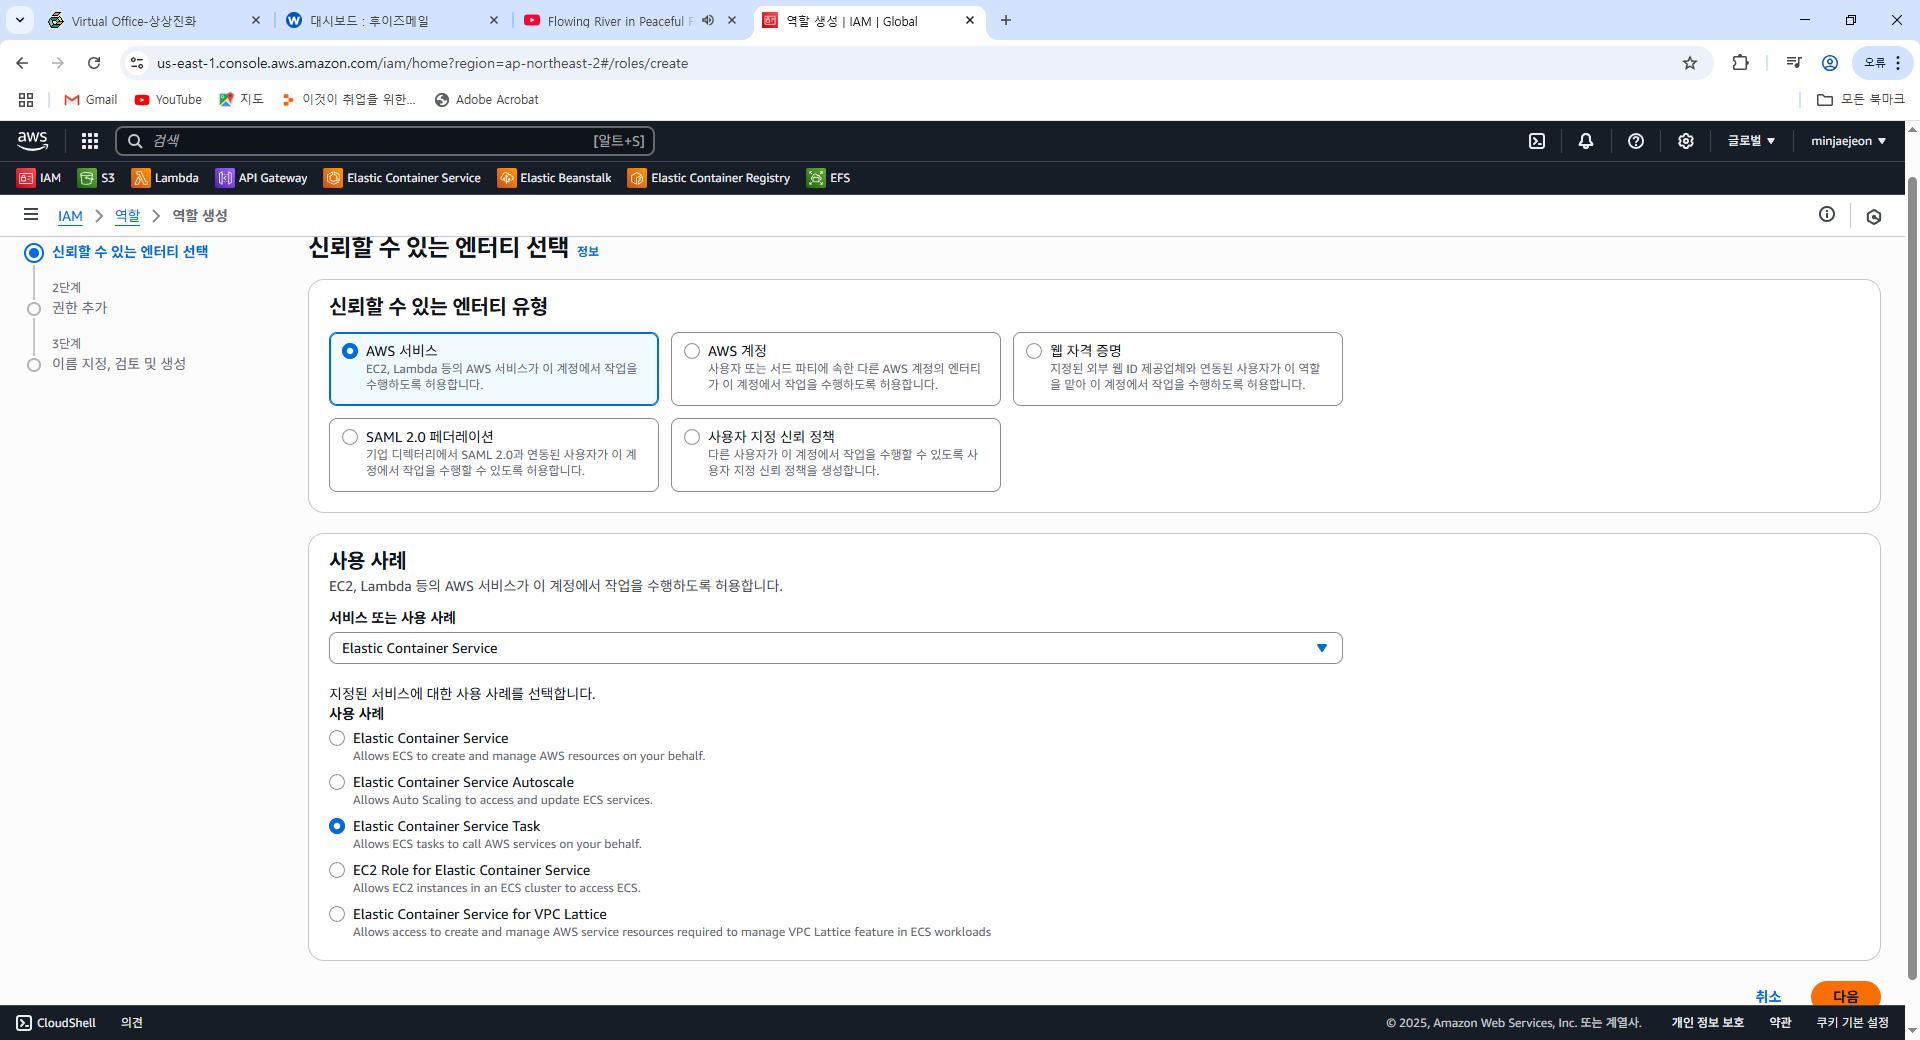 Virtual Office-상상진화
대시보드 : 후이즈메일
Flowing River in Peaceful F
역할 생성 | IAM | Global
us-east-1.console.aws.amazon.com/iam/home?region=ap-northeast-2#/roles/create
오류
Gmail
YouTube
지도
이것이 취업을 위한...
Adobe Acrobat
모든 북마크
aws
검색
[알트+S]
글로벌
minjaejeon
IAM
S3
Lambda
API Gateway
Elastic Container Service
Elastic Beanstalk
Elastic Container Registry
EFS
IAM
역할
역할 생성
신뢰할 수 있는 엔터티 선택
2단계
권한 추가
3단계
이름 지정, 검토 및 생성
신뢰할 수 있는 엔터티 선택 정보
신뢰할 수 있는 엔터티 유형
AWS 서비스
EC2, Lambda 등의 AWS 서비스가 이 계정에서 작업을
수행하도록 허용합니다.
AWS 계정
사용자 또는 서드 파티에 속한 다른 AWS 계정의 엔터티
가 이 계정에서 작업을 수행하도록 허용합니다.
웹 자격 증명
지정된 외부 웹 ID 제공업체와 연동된 사용자가 이 역할
을 맡아 이 계정에서 작업을 수행하도록 허용합니다.
SAML 2.0 페더레이션
기업 디렉터리에서 SAML 2.0과 연동된 사용자가 이 계
정에서 작업을 수행할 수 있도록 허용합니다.
사용자 지정 신뢰 정책
다른 사용자가 이 계정에서 작업을 수행할 수 있도록 사
용자 지정 신뢰 정책을 생성합니다.
사용 사례
EC2, Lambda 등의 AWS 서비스가 이 계정에서 작업을 수행하도록 허용합니다.
서비스 또는 사용 사례
Elastic Container Service
지정된 서비스에 대한 사용 사례를 선택합니다.
사용 사례
Elastic Container Service
Allows ECS to create and manage AWS resources on your behalf.
Elastic Container Service Autoscale
Allows Auto Scaling to access and update ECS services.
Elastic Container Service Task
Allows ECS tasks to call AWS services on your behalf.
EC2 Role for Elastic Container Service
Allows EC2 instances in an ECS cluster to access ECS.
Elastic Container Service for VPC Lattice
Allows access to create and manage AWS service resources required to manage VPC Lattice feature in ECS workloads
취소
다음
CloudShell
의견
© 2025, Amazon Web Services, Inc. 또는 계열사.
개인 정보 보호
약관
쿠키 기본 설정